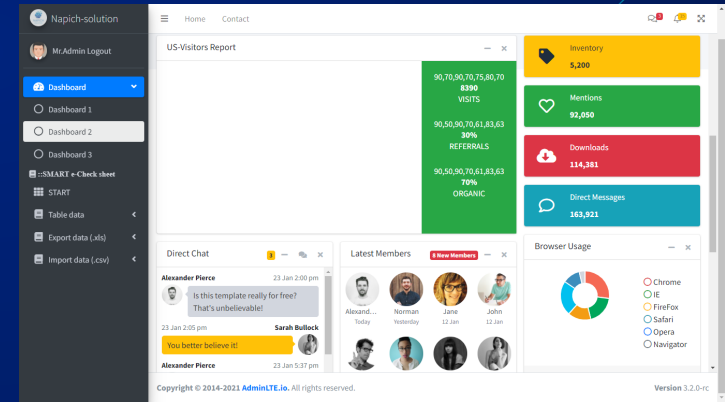 Napich-solution
Home
Contact
3
15
Mr.Admin Logout
Dashboard
Dashboard 1
Dashboard 2
Dashboard 3
::SMART e-Check sheet
START
Table data
Export data (.xls)
Import data (.csv)
US-Visitors Report
90,70,90,70,75,80,70
8390
VISITS
90,50,90,70,61,83,63
30%
REFERRALS
90,50,90,70,61,83,63
70%
ORGANIC
Inventory
5,200
Mentions
92,050
Downloads
114,381
Direct Messages
163,921
Direct Chat
3
Alexander Pierce
23 Jan 2:00 pm
Is this template really for free?
That's unbelievable!
23 Jan 2:05 pm
Sarah Bullock
You better believe it!
Alexander Pierce
23 Jan 5:37 pm
Latest Members
8 New Members
Alexand...
Today
Norman
Yesterday
Jane
12 Jan
John
12 Jan
Browser Usage
Chrome
IE
FireFox
Safari
Opera
Navigator
Copyright © 2014-2021 AdminLTE.io. All rights reserved.
Version 3.2.0-rc